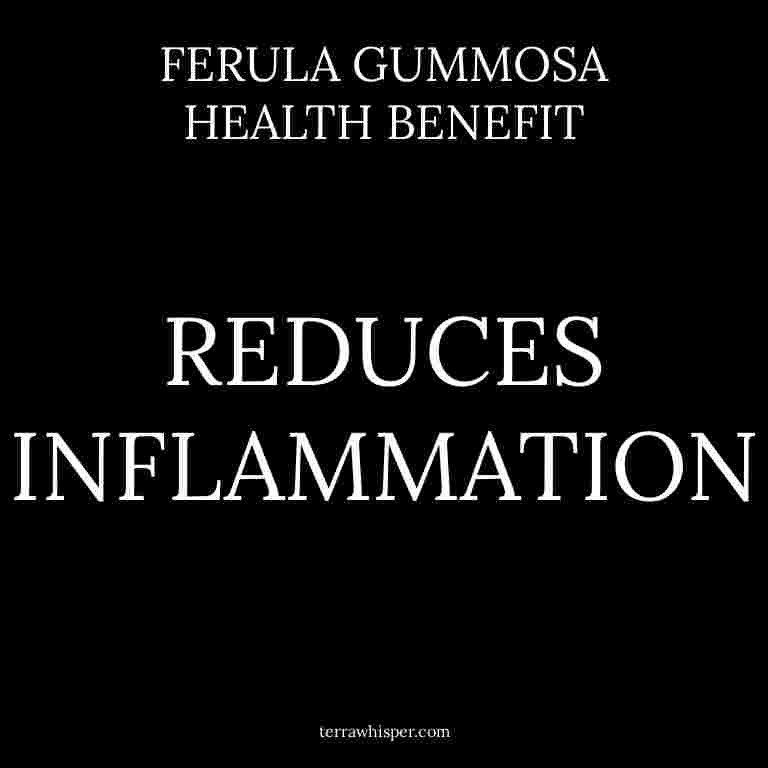 FERULA GUMMOSA
HEALTH BENEFIT
REDUCES
INFLAMMATION
terrawhisper.com